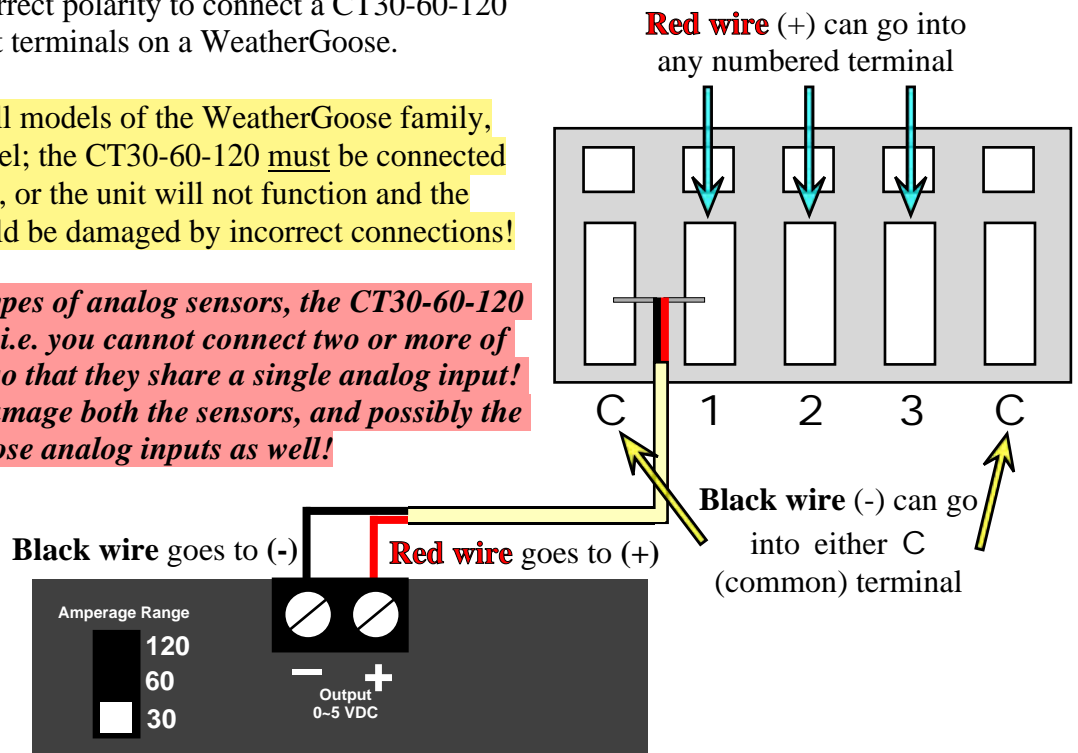 rrect polarity to connect a CT30-60-120
t terminals on a WeatherGoose.
ll models of the WeatherGoose family,
el; the CT30-60-120 must be connected
, or the unit will not function and the
ld be damaged by incorrect connections!
ypes of analog sensors, the CT30-60-120
i.e. you cannot connect two or more of
o that they share a single analog input!
amage both the sensors, and possibly the
ose analog inputs as well!
Red wire (+) can go into
any numbered terminal
C 1 2 3 C
Black wire (-) can go
into either C
(common) terminal
Black wire goes to (-)
Red wire goes to (+)
Amperage Range
120
60
30
− +
Output
0~5 VDC